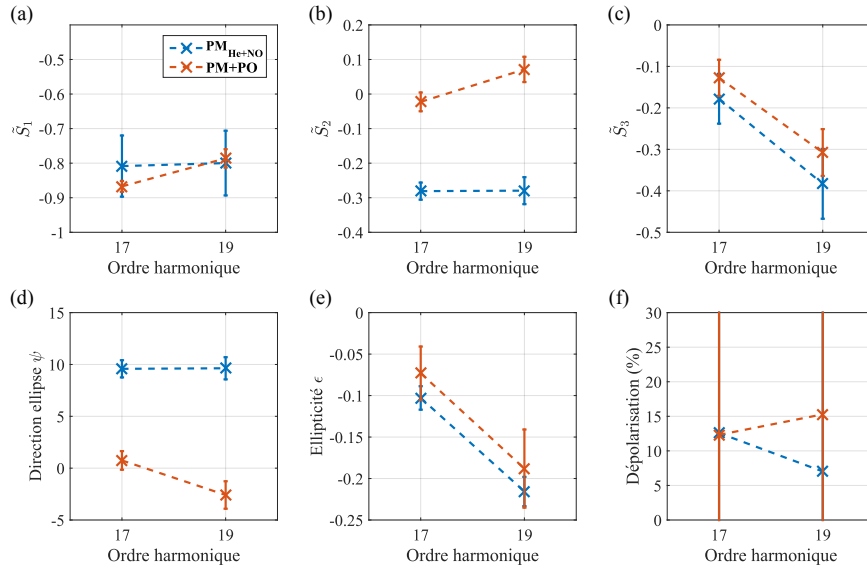 (a)
-0.5
-0.6
-0.7
-0.8
-0.9
-1
S̃₁
17
19
Ordre harmonique
PM_He+NO
PM+PO
(b)
0.2
0.1
0
-0.1
-0.2
-0.3
-0.4
S̃₂
17
19
Ordre harmonique
(c)
0
-0.1
-0.2
-0.3
-0.4
-0.5
S̃₃
17
19
Ordre harmonique
(d)
15
10
5
0
-5
Direction ellipse ψ
17
19
Ordre harmonique
(e)
0
-0.05
-0.1
-0.15
-0.2
-0.25
Ellipticité ϵ
17
19
Ordre harmonique
(f)
30
25
20
15
10
5
0
Dépolarisation (%)
17
19
Ordre harmonique